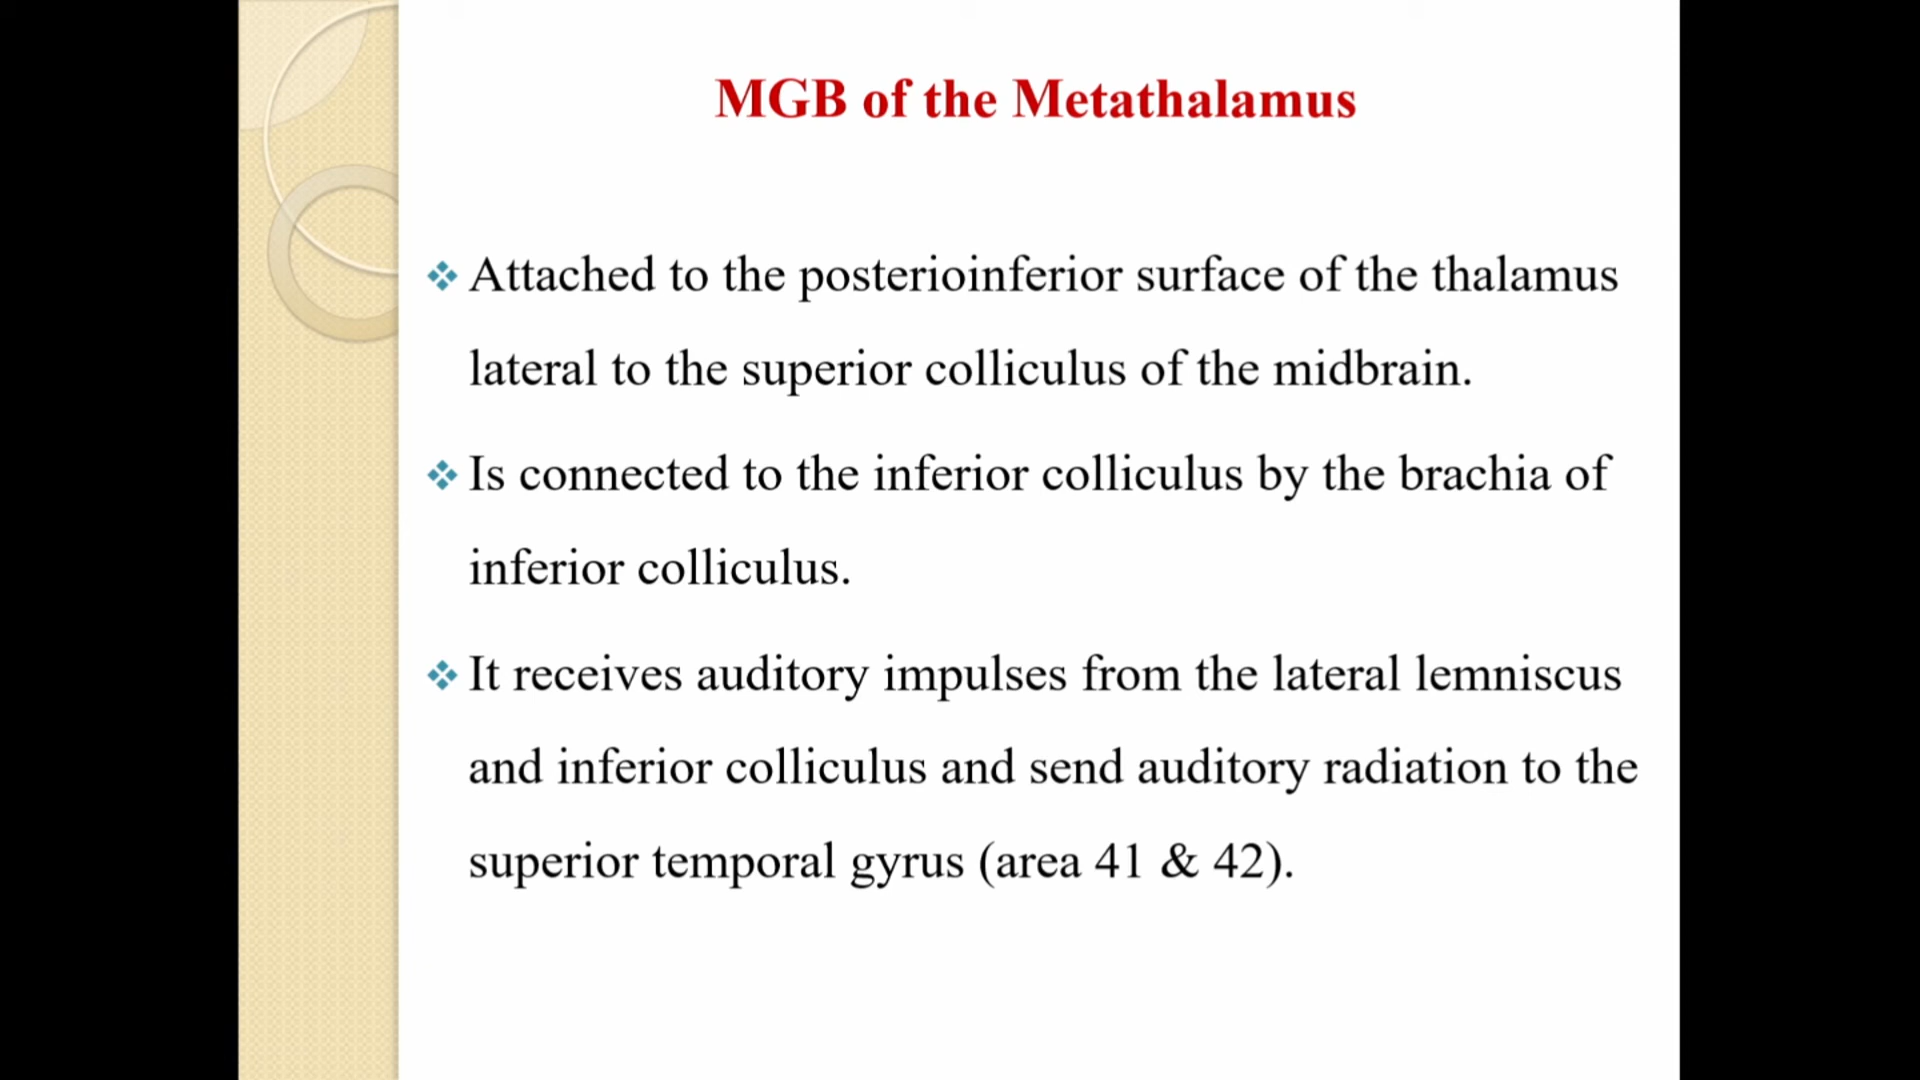 MGB of the Metathalamus
❖ Attached to the posterioinferior surface of the thalamus
lateral to the superior colliculus of the midbrain.
❖ Is connected to the inferior colliculus by the brachia of
inferior colliculus.
❖ It receives auditory impulses from the lateral lemniscus
and inferior colliculus and send auditory radiation to the
superior temporal gyrus (area 41 & 42).